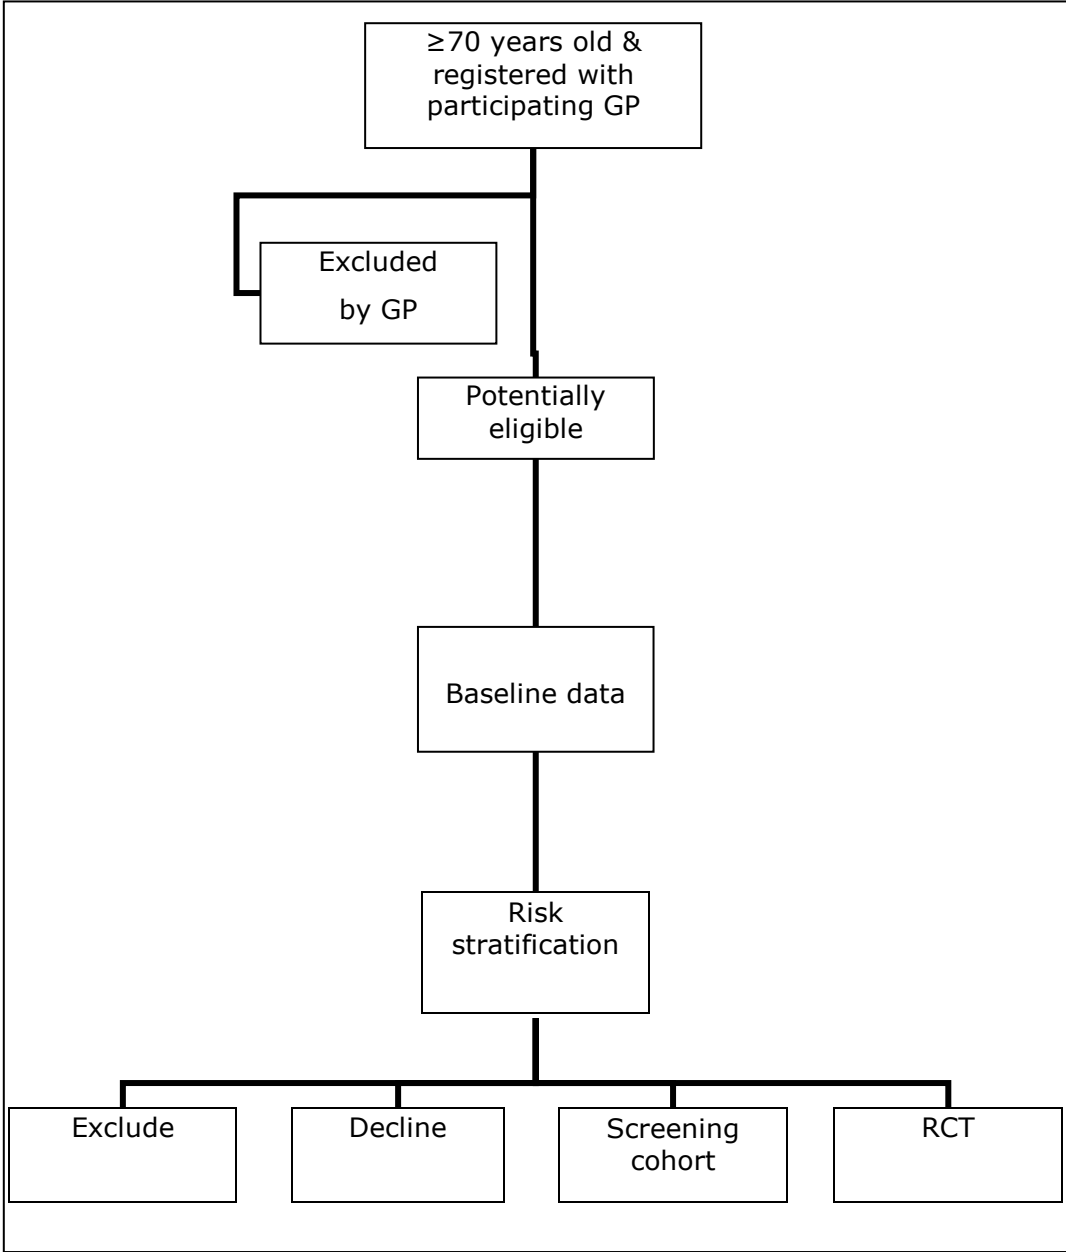 ≥70 years old &
registered with
participating GP
Excluded
by GP
Potentially
eligible
Baseline data
Risk
stratification
Exclude
Decline
Screening
cohort
RCT